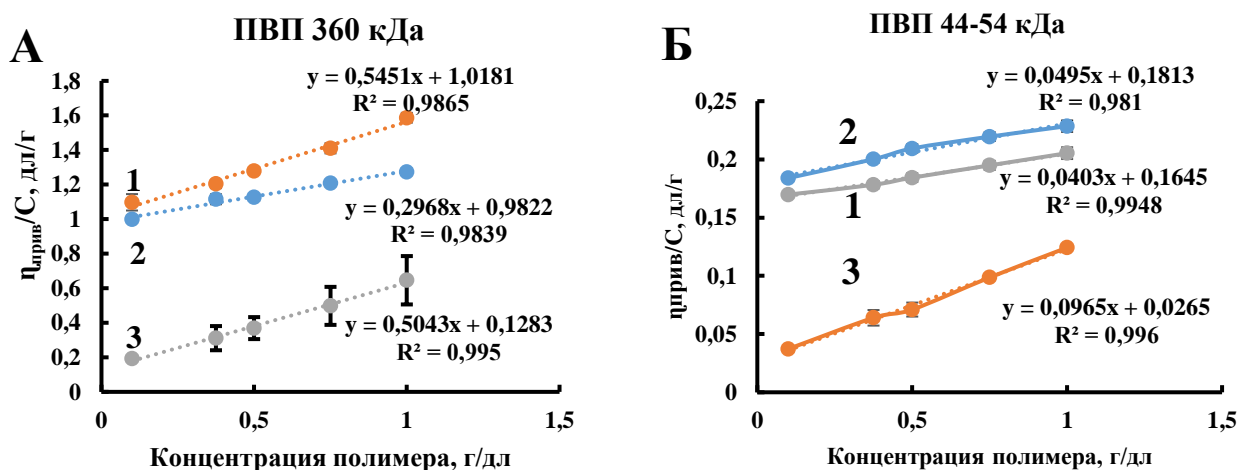 А
ПВП 360 кДа
y = 0,5451x + 1,0181
R² = 0,9865
y = 0,2968x + 0,9822
R² = 0,9839
y = 0,5043x + 0,1283
R² = 0,995
1
2
3
1,8
1,6
1,4
1,2
1
0,8
0,6
0,4
0,2
0
0
0,5
1
1,5
ηприв/С, дл/г
Концентрация полимера, г/дл
Б
ПВП 44-54 кДа
y = 0,0495x + 0,1813
R² = 0,981
y = 0,0403x + 0,1645
R² = 0,9948
y = 0,0965x + 0,0265
R² = 0,996
2
1
3
0,25
0,2
0,15
0,1
0,05
0
0
0,5
1
1,5
ηприв/С, дл/г
Концентрация полимера, г/дл